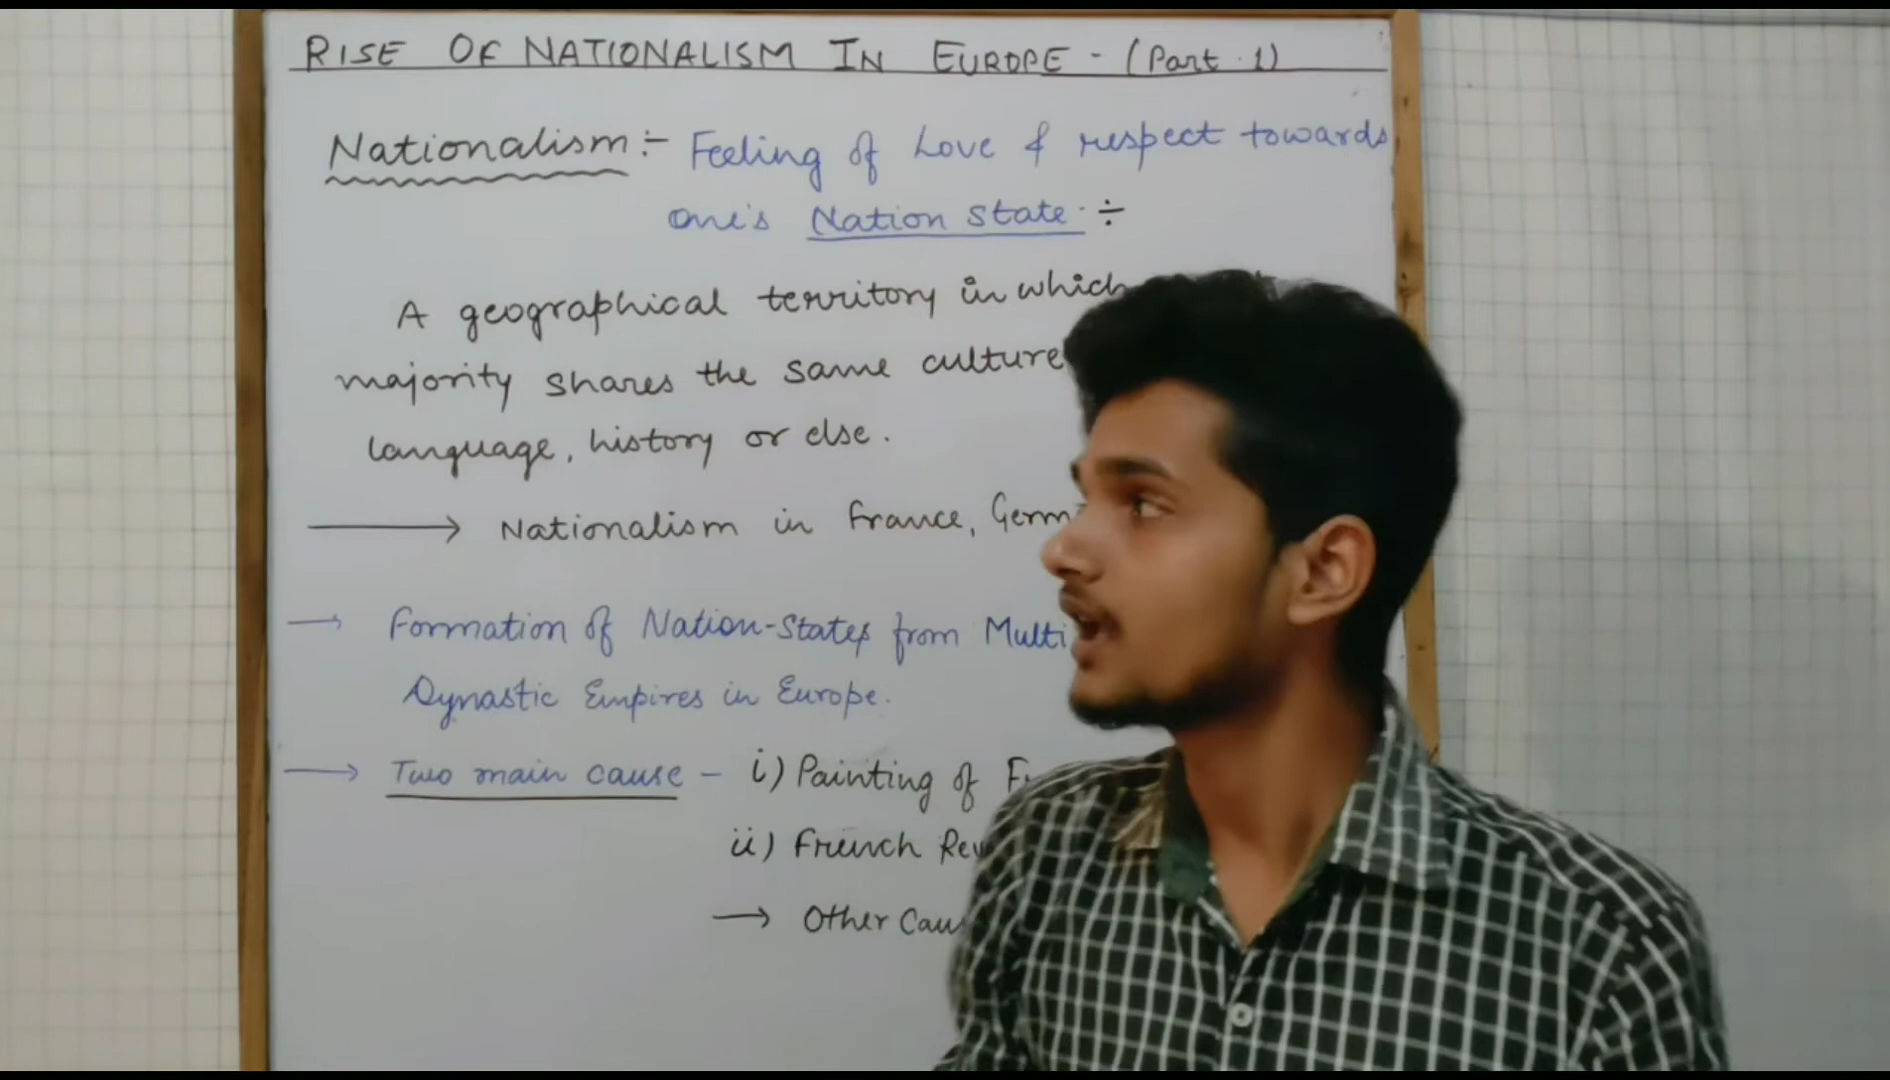 RISE OF NATIONALISM IN EUROPE - (Part 1)
Nationalism :- Feeling of Love & respect towards
one's Nation state ÷
A geographical territory in which
majority shares the same culture
language, history or else.
→ Nationalism in France,
→ Formation of Nation-States from Multi
Dynastic Empires in Europe.
→ Two main cause - i) Painting of
ii) French
→ Other